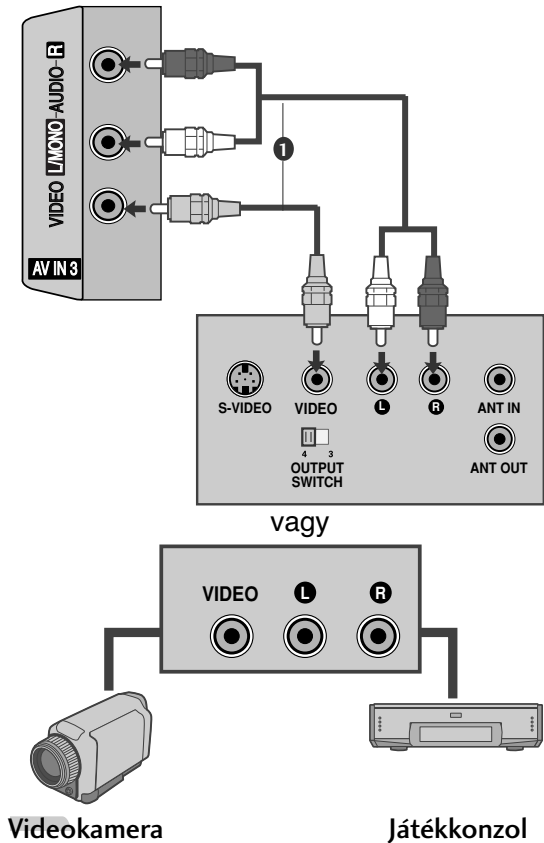 VIDEO L/MONO-AUDIO-R
AV IN 3
1
S-VIDEO
VIDEO
L
R
ANT IN
4 3
OUTPUT
SWITCH
ANT OUT
vagy
VIDEO
L
R
Videokamera
Játékkonzol